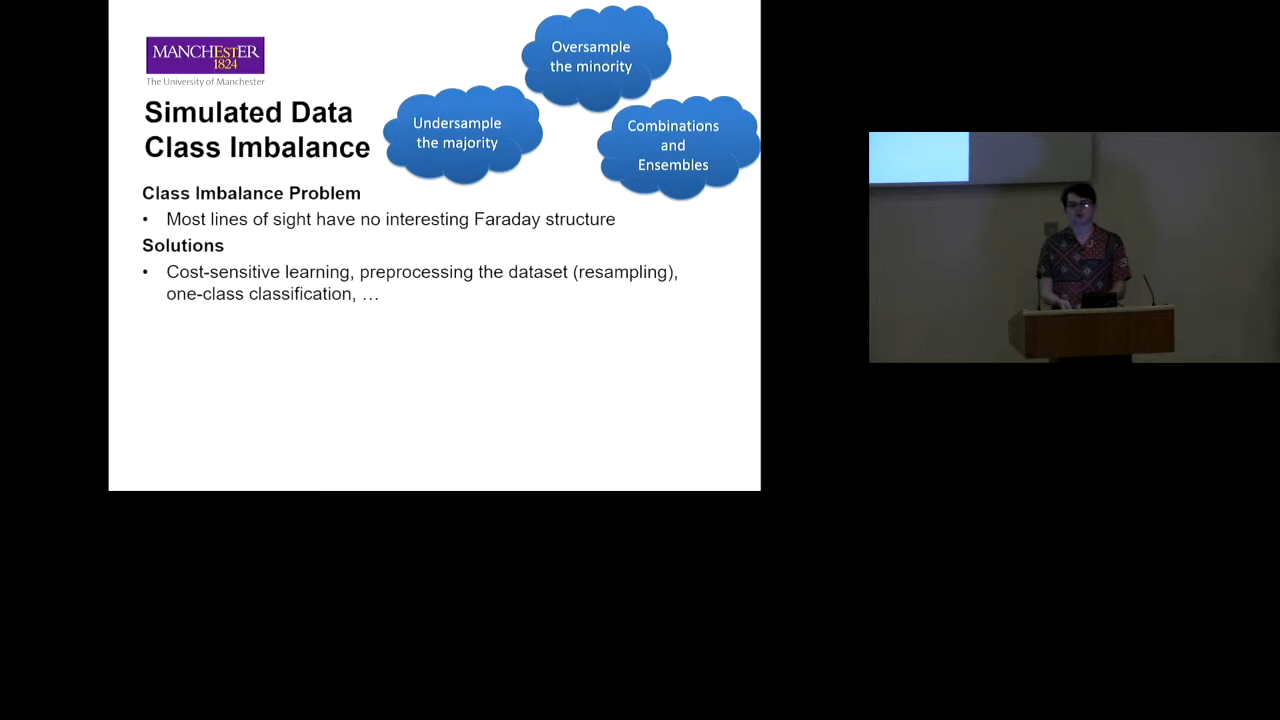 MANCHESTER
1824
The University of Manchester
Simulated Data
Class Imbalance
Oversample
the minority
Undersample
the majority
Combinations
and
Ensembles
Class Imbalance Problem
• Most lines of sight have no interesting Faraday structure
Solutions
• Cost-sensitive learning, preprocessing the dataset (resampling),
one-class classification, …